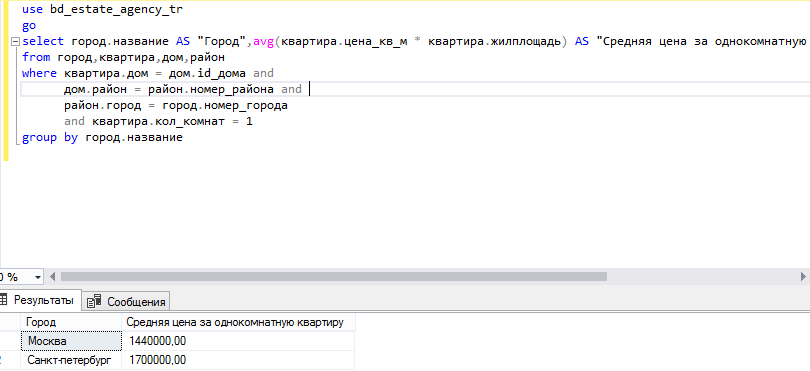 use bd_estate_agency_tr
go
select город.название AS "Город",avg(квартира.цена_кв_м * квартира.жилплощадь) AS "Средняя цена за однокомнатную
from город,квартира,дом,район
where квартира.дом = дом.id_дома and
дом.район = район.номер_района and
район.город = город.номер_города
and квартира.кол_комнат = 1
group by город.название
0 %
Результаты Сообщения
Город Средняя цена за однокомнатную квартиру
Москва 1440000,00
2 Санкт-петербург 1700000,00